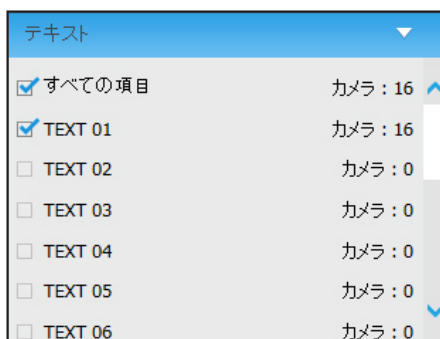 テキスト
すべての項目 カメラ : 16
TEXT 01 カメラ : 16
TEXT 02 カメラ : 0
TEXT 03 カメラ : 0
TEXT 04 カメラ : 0
TEXT 05 カメラ : 0
TEXT 06 カメラ : 0